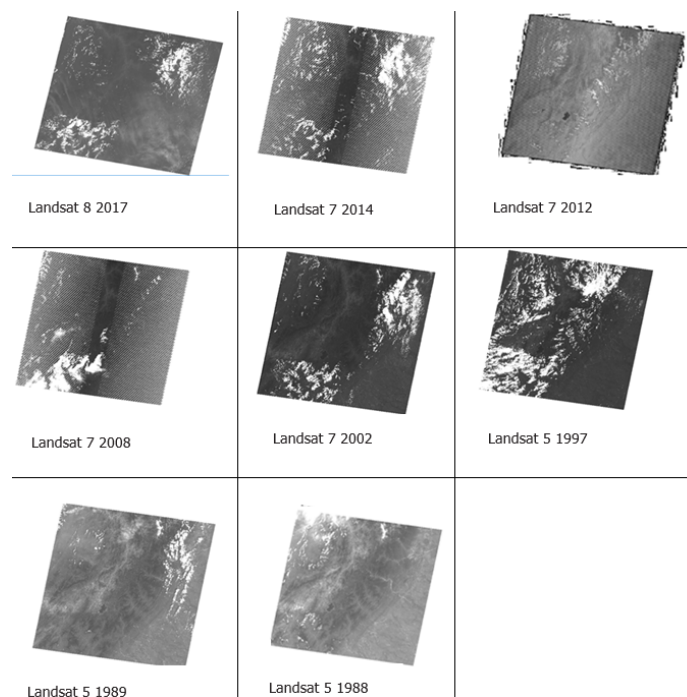 Landsat 8 2017
Landsat 7 2014
Landsat 7 2012
Landsat 7 2008
Landsat 7 2002
Landsat 5 1997
Landsat 5 1989
Landsat 5 1988